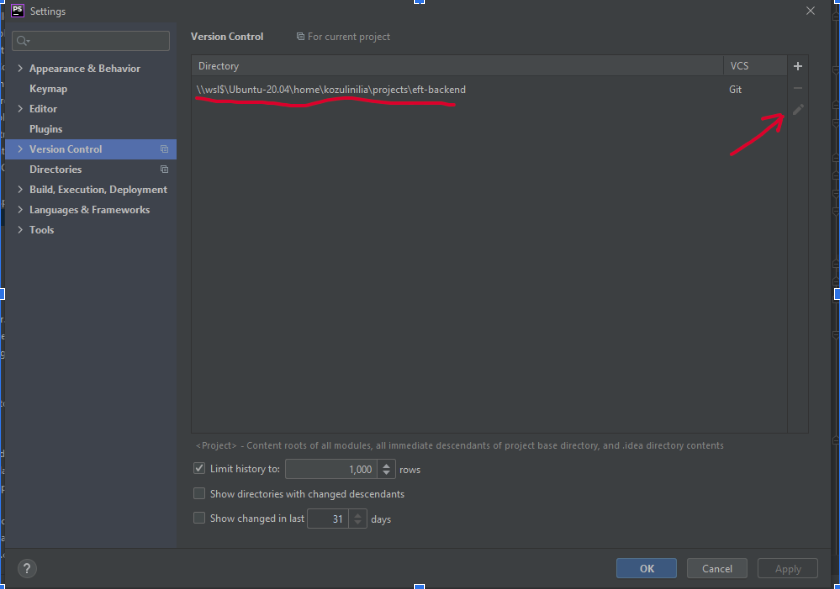 PS Settings
Version Control For current project
Directory VCS
\\wsl$\Ubuntu-20.04\home\kozulinilia\projects\eft-backend Git
Appearance & Behavior
Keymap
Editor
Plugins
Version Control
Directories
Build, Execution, Deployment
Languages & Frameworks
Tools
<Project> - Content roots of all modules, all immediate descendants of project base directory, and .idea directory contents
Limit history to: 1,000 rows
Show directories with changed descendants
Show changed in last 31 days
? OK Cancel Apply